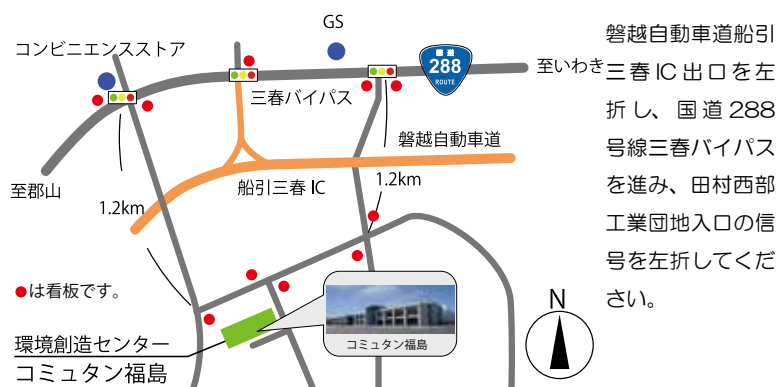 GS
コンビニエンスストア
国道
288
ROUTE
至いわき
三春バイパス
磐越自動車道
至郡山
船引三春 IC
1.2km
1.2km
●は看板です。
N
環境創造センター
コミュタン福島
コミュタン福島
磐越自動車道船引
三春 IC 出口を左
折し、国道 288
号線三春バイパス
を進み、田村西部
工業団地入口の信
号を左折してくだ
さい。